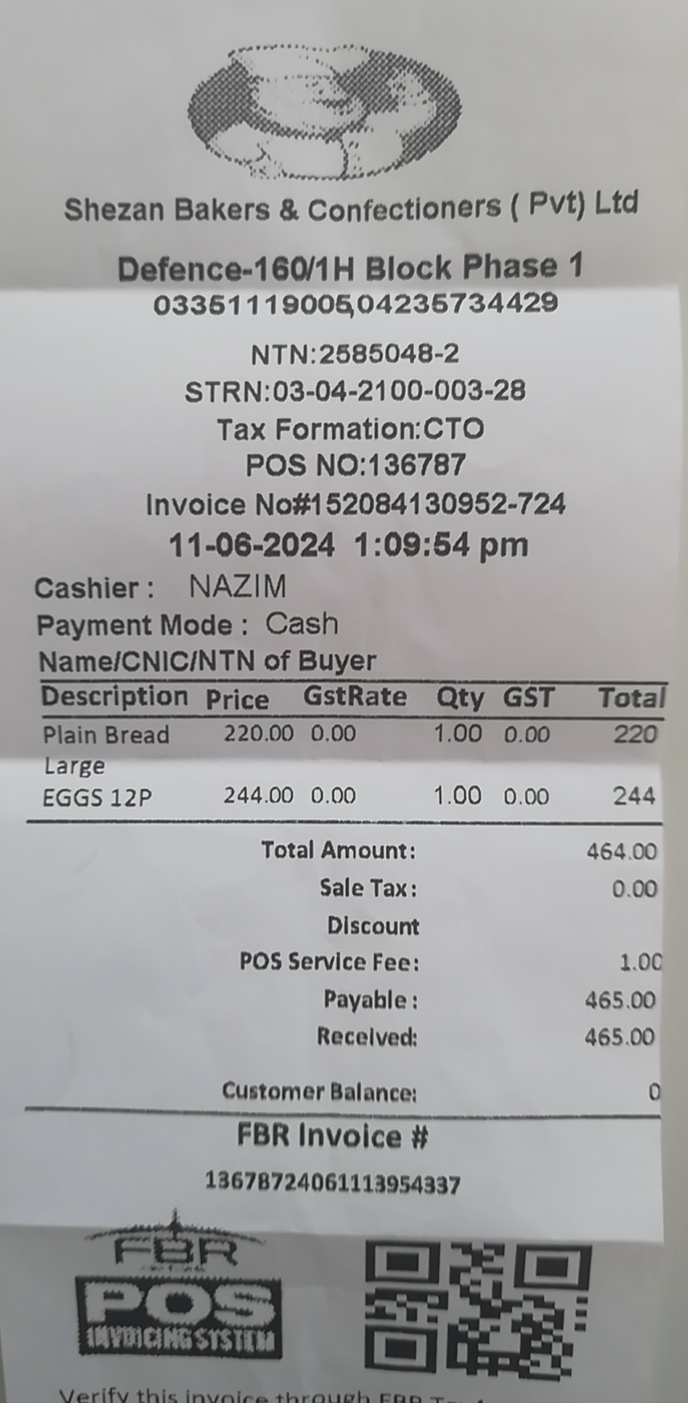 Shezan Bakers & Confectioners ( Pvt) Ltd
Defence-160/1H Block Phase 1
03351119005,04235734429
NTN:2585048-2
STRN:03-04-2100-003-28
Tax Formation:CTO
POS NO:136787
Invoice No#152084130952-724
11-06-2024 1:09:54 pm
Cashier : NAZIM
Payment Mode : Cash
Name/CNIC/NTN of Buyer
Description Price GstRate Qty GST Total
Plain Bread 220.00 0.00 1.00 0.00 220
Large
EGGS 12P 244.00 0.00 1.00 0.00 244
Total Amount: 464.00
Sale Tax: 0.00
Discount
POS Service Fee: 1.00
Payable : 465.00
Received: 465.00
Customer Balance: 0
FBR Invoice #
13678724061113954337
FBR
POS
INVOICING SYSTEM
Verify this invoice through FBR